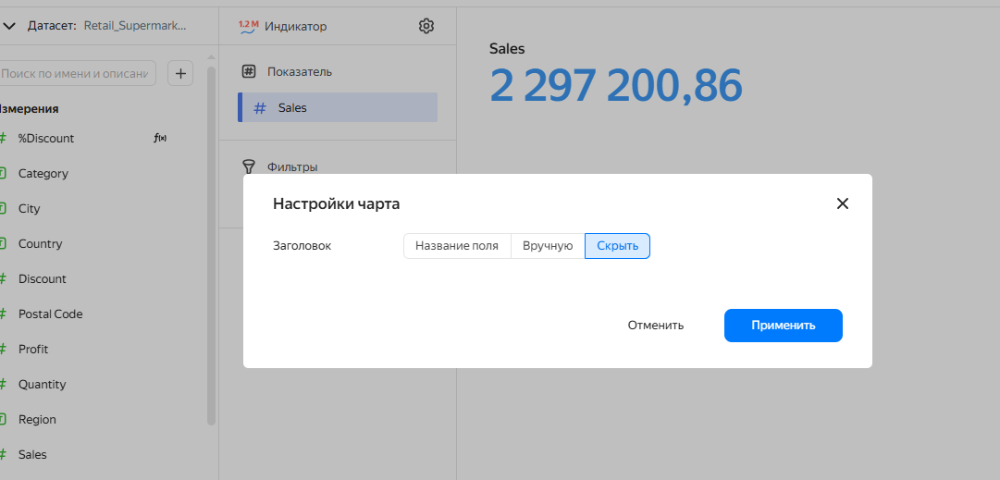 Датасет: Retail_Supermark...
Поиск по имени и описани
+
змерения
# %Discount f(x)
Category
City
Country
# Discount
# Postal Code
# Profit
# Quantity
Region
# Sales
1.2 M Индикатор
# Показатель
# Sales
Фильтры
Sales
2 297 200,86
Настройки чарта
Заголовок
Название поля Вручную Скрыть
Отменить Применить